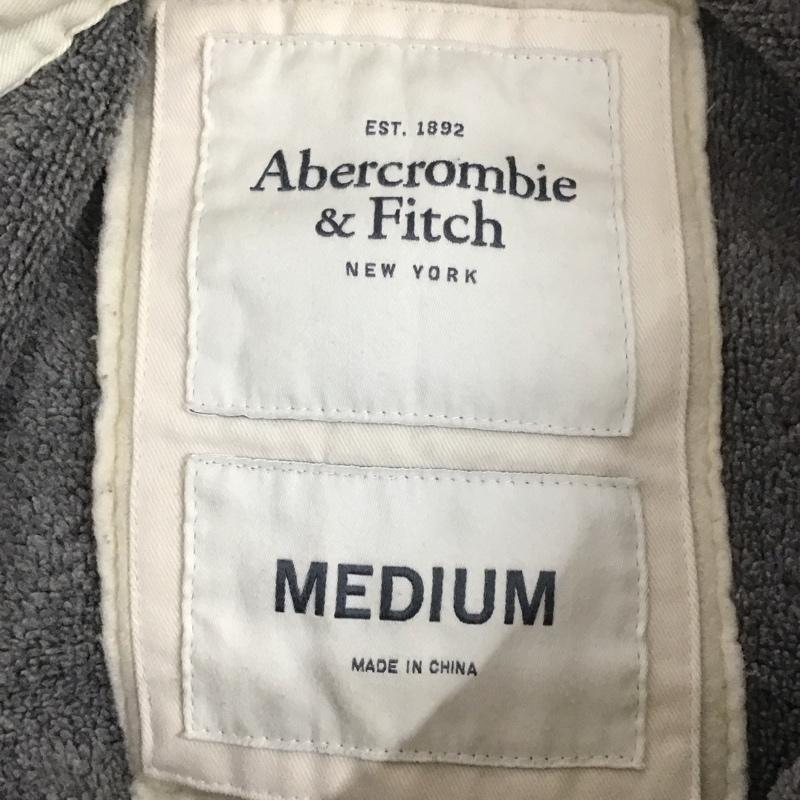 EST. 1892
Abercrombie
& Fitch
NEW YORK
MEDIUM
MADE IN CHINA